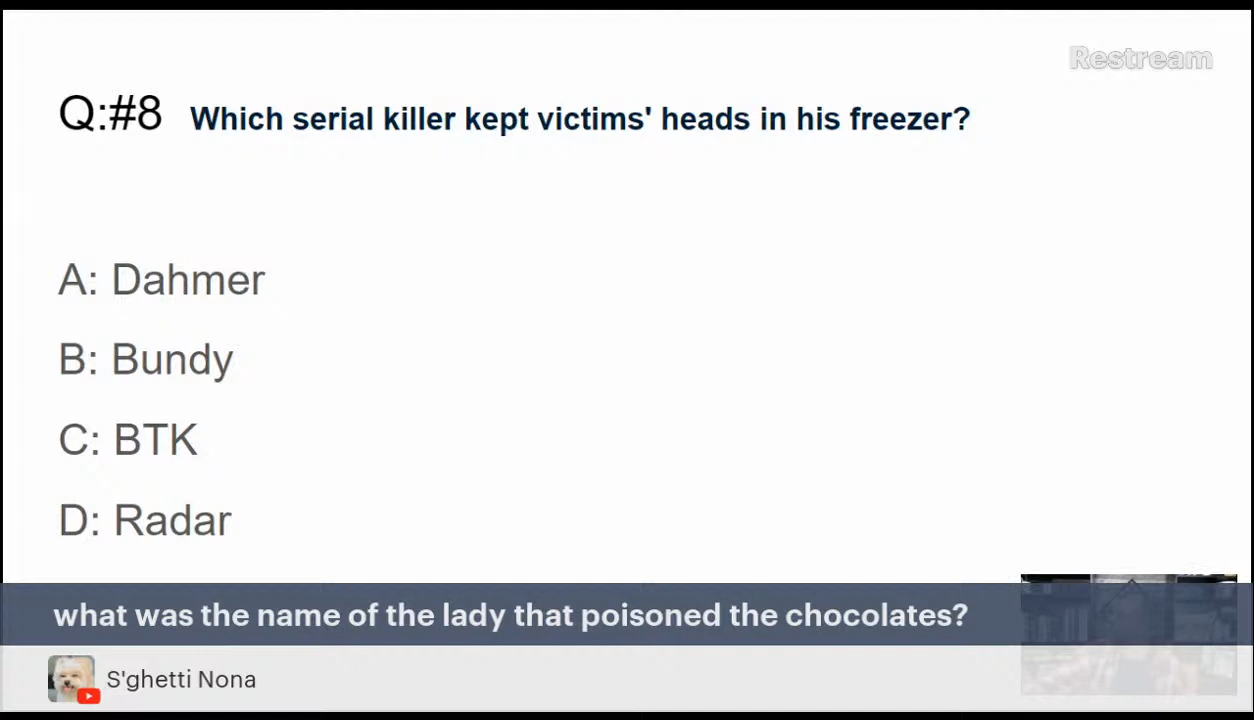 Restream
Q:#8 Which serial killer kept victims' heads in his freezer?
A: Dahmer
B: Bundy
C: BTK
D: Radar
what was the name of the lady that poisoned the chocolates?
S'ghetti Nona